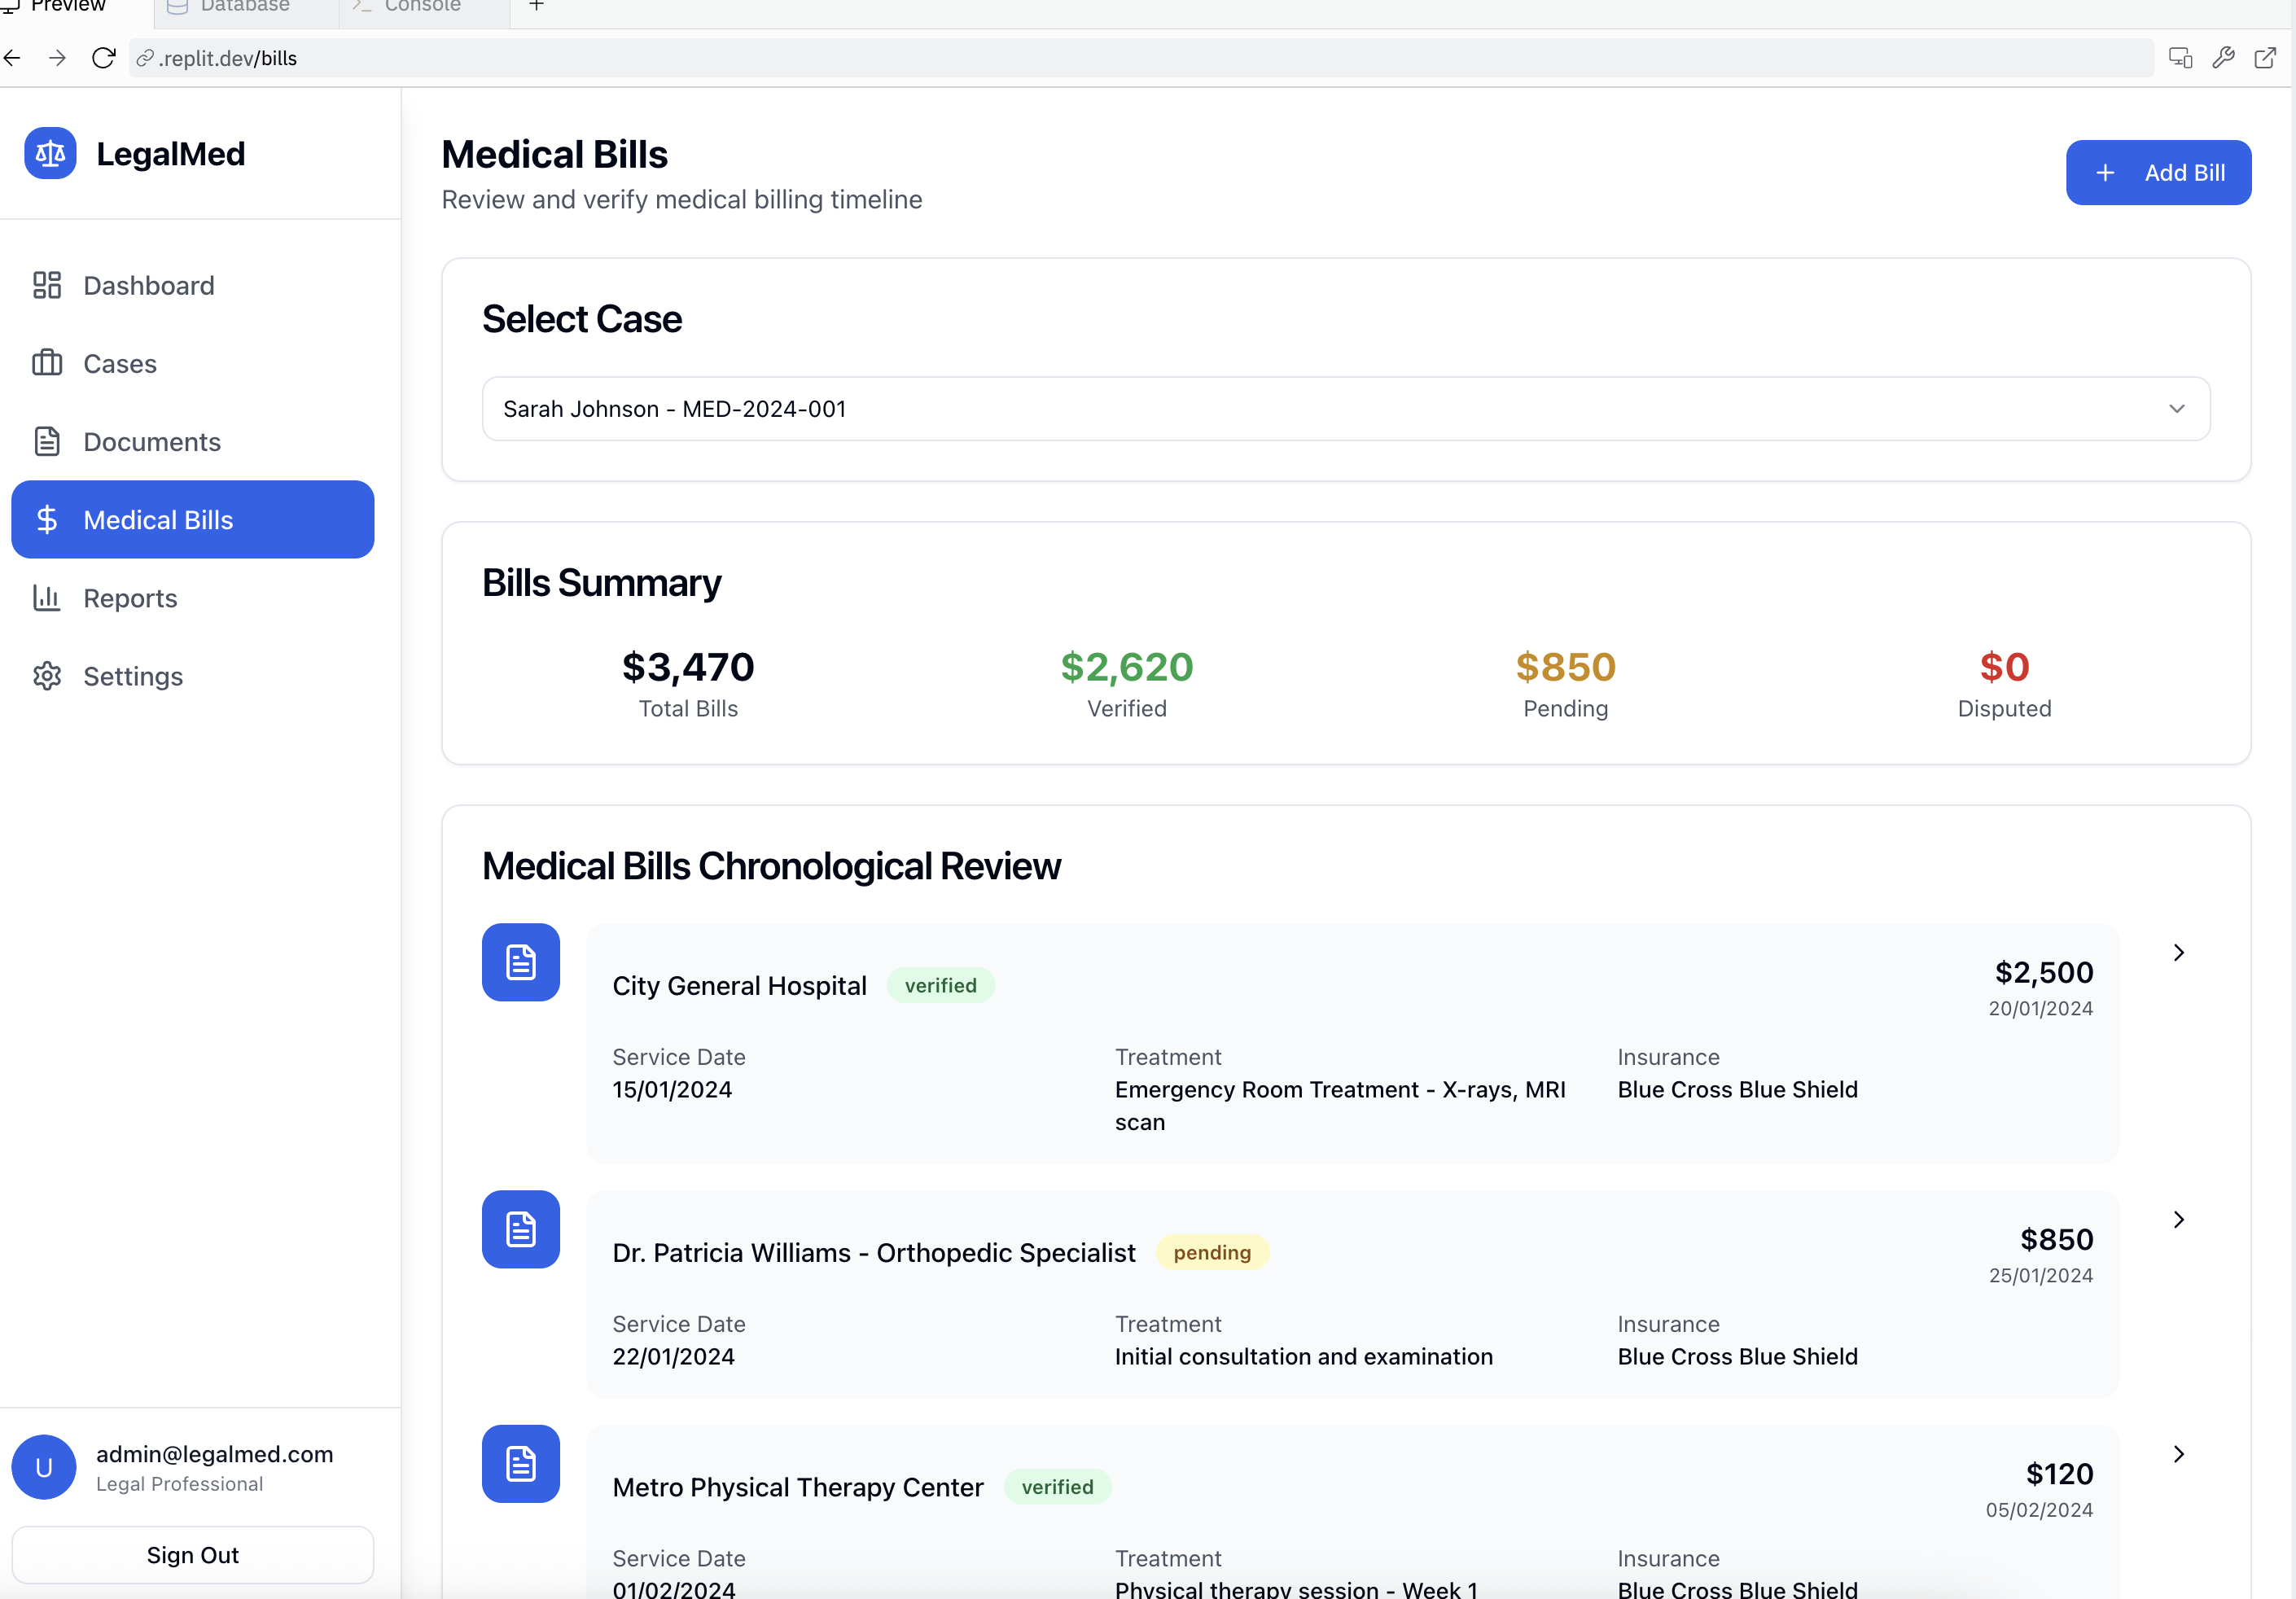 Preview
Database
Console
.replit.dev/bills
LegalMed
Dashboard
Cases
Documents
Medical Bills
Reports
Settings
admin@legalmed.com
U
Legal Professional
Sign Out
Medical Bills
Review and verify medical billing timeline
Add Bill
Select Case
Sarah Johnson - MED-2024-001
Bills Summary
$3,470 $2,620 $850 $0
Total Bills Verified Pending Disputed
Medical Bills Chronological Review
City General Hospital verified $2,500
20/01/2024
Service Date Treatment Insurance
15/01/2024 Emergency Room Treatment - X-rays, MRI Blue Cross Blue Shield
scan
Dr. Patricia Williams - Orthopedic Specialist pending $850
25/01/2024
Service Date Treatment Insurance
22/01/2024 Initial consultation and examination Blue Cross Blue Shield
Metro Physical Therapy Center verified $120
05/02/2024
Service Date Treatment Insurance
01/02/2024 Physical therapy session - Week 1 Blue Cross Blue Shield